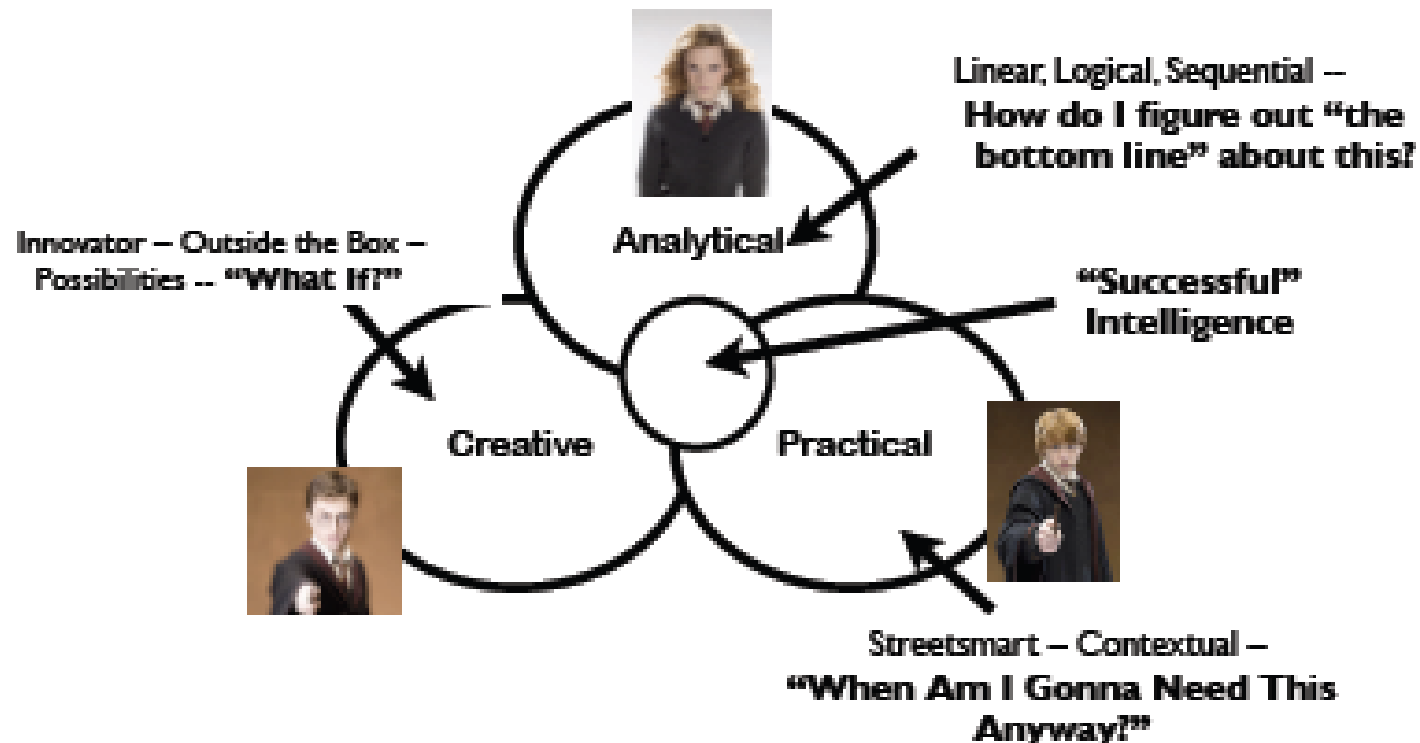 Linear, Logical, Sequential --
How do I figure out “the
bottom line” about this?
Analytical
Innovator – Outside the Box –
Possibilities -- “What If?”
“Successful”
Intelligence
Creative
Practical
Streetsmart – Contextual –
“When Am I Gonna Need This
Anyway?”